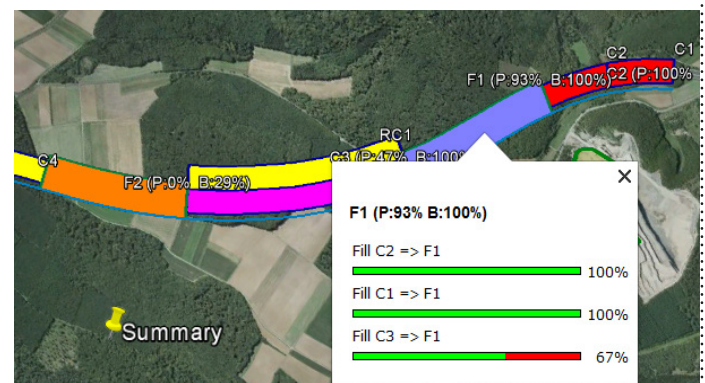 C2
C1
F1 (P:93% B:100%)
C2 (P:100%
RC1
C3 (P:47% B:100%
C4
F2 (P:0% B:29%)
F1 (P:93% B:100%)
Fill C2 => F1
100%
Fill C1 => F1
100%
Fill C3 => F1
67%
Summary